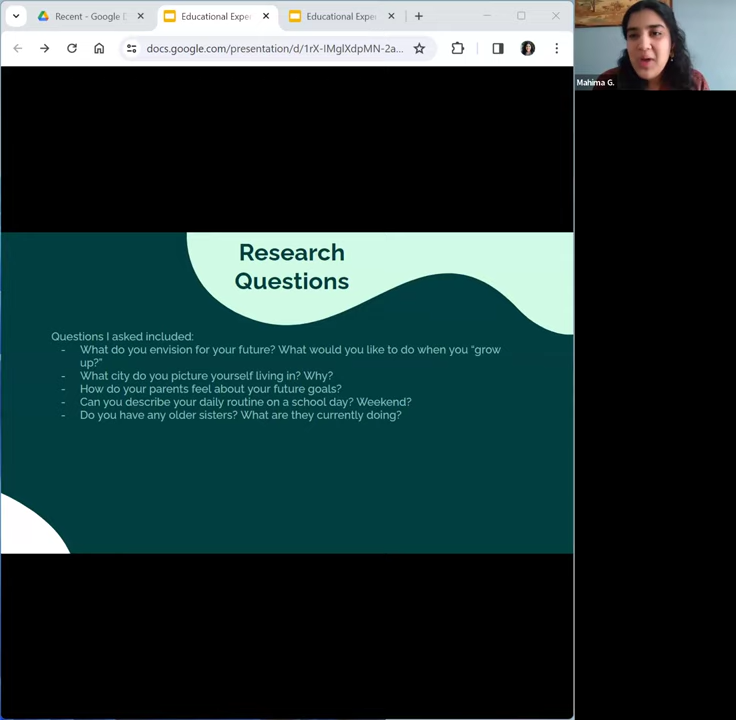 Recent - Google D
Educational Expe
Educational Expe
docs.google.com/presentation/d/1rX-IMglXdpMN-2a...
Mahima G.
Research
Questions
Questions I asked included:
- What do you envision for your future? What would you like to do when you “grow
up?”
- What city do you picture yourself living in? Why?
- How do your parents feel about your future goals?
- Can you describe your daily routine on a school day? Weekend?
- Do you have any older sisters? What are they currently doing?